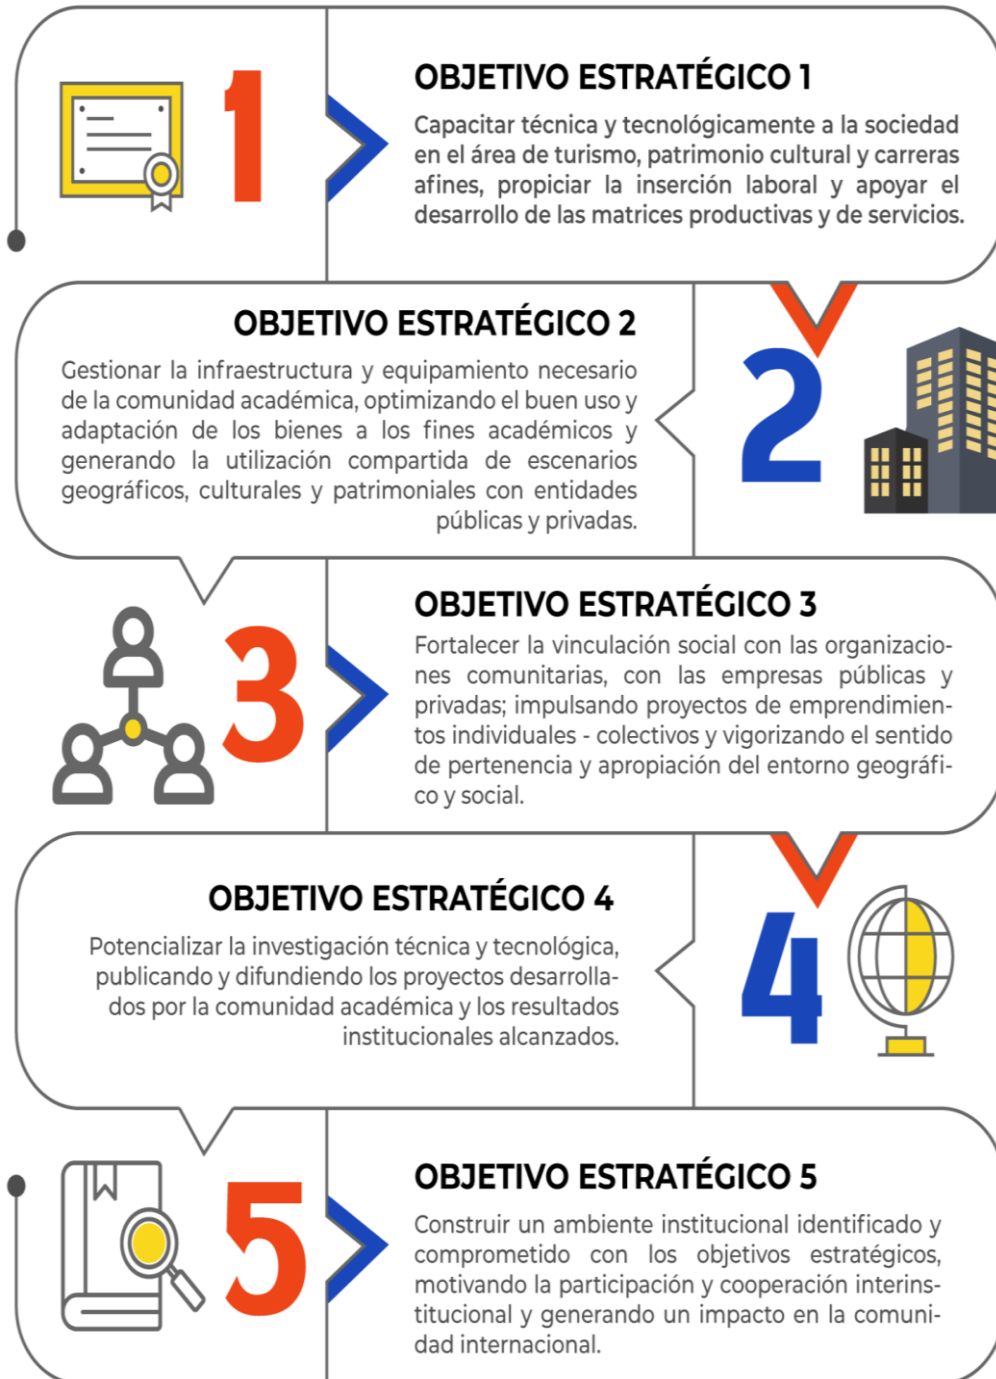 1
OBJETIVO ESTRATÉGICO 1
Capacitar técnica y tecnológicamente a la sociedad
en el área de turismo, patrimonio cultural y carreras
afines, propiciar la inserción laboral y apoyar el
desarrollo de las matrices productivas y de servicios.
OBJETIVO ESTRATÉGICO 2
Gestionar la infraestructura y equipamiento necesario
de la comunidad académica, optimizando el buen uso y
adaptación de los bienes a los fines académicos y
generando la utilización compartida de escenarios
geográficos, culturales y patrimoniales con entidades
públicas y privadas.
2
3
OBJETIVO ESTRATÉGICO 3
Fortalecer la vinculación social con las organizacio-
nes comunitarias, con las empresas públicas y
privadas; impulsando proyectos de emprendimien-
tos individuales - colectivos y vigorizando el sentido
de pertenencia y apropiación del entorno geográfi-
co y social.
OBJETIVO ESTRATÉGICO 4
Potencializar la investigación técnica y tecnológica,
publicando y difundiendo los proyectos desarrolla-
dos por la comunidad académica y los resultados
institucionales alcanzados.
4
5
OBJETIVO ESTRATÉGICO 5
Construir un ambiente institucional identificado y
comprometido con los objetivos estratégicos,
motivando la participación y cooperación interins-
titucional y generando un impacto en la comuni-
dad internacional.